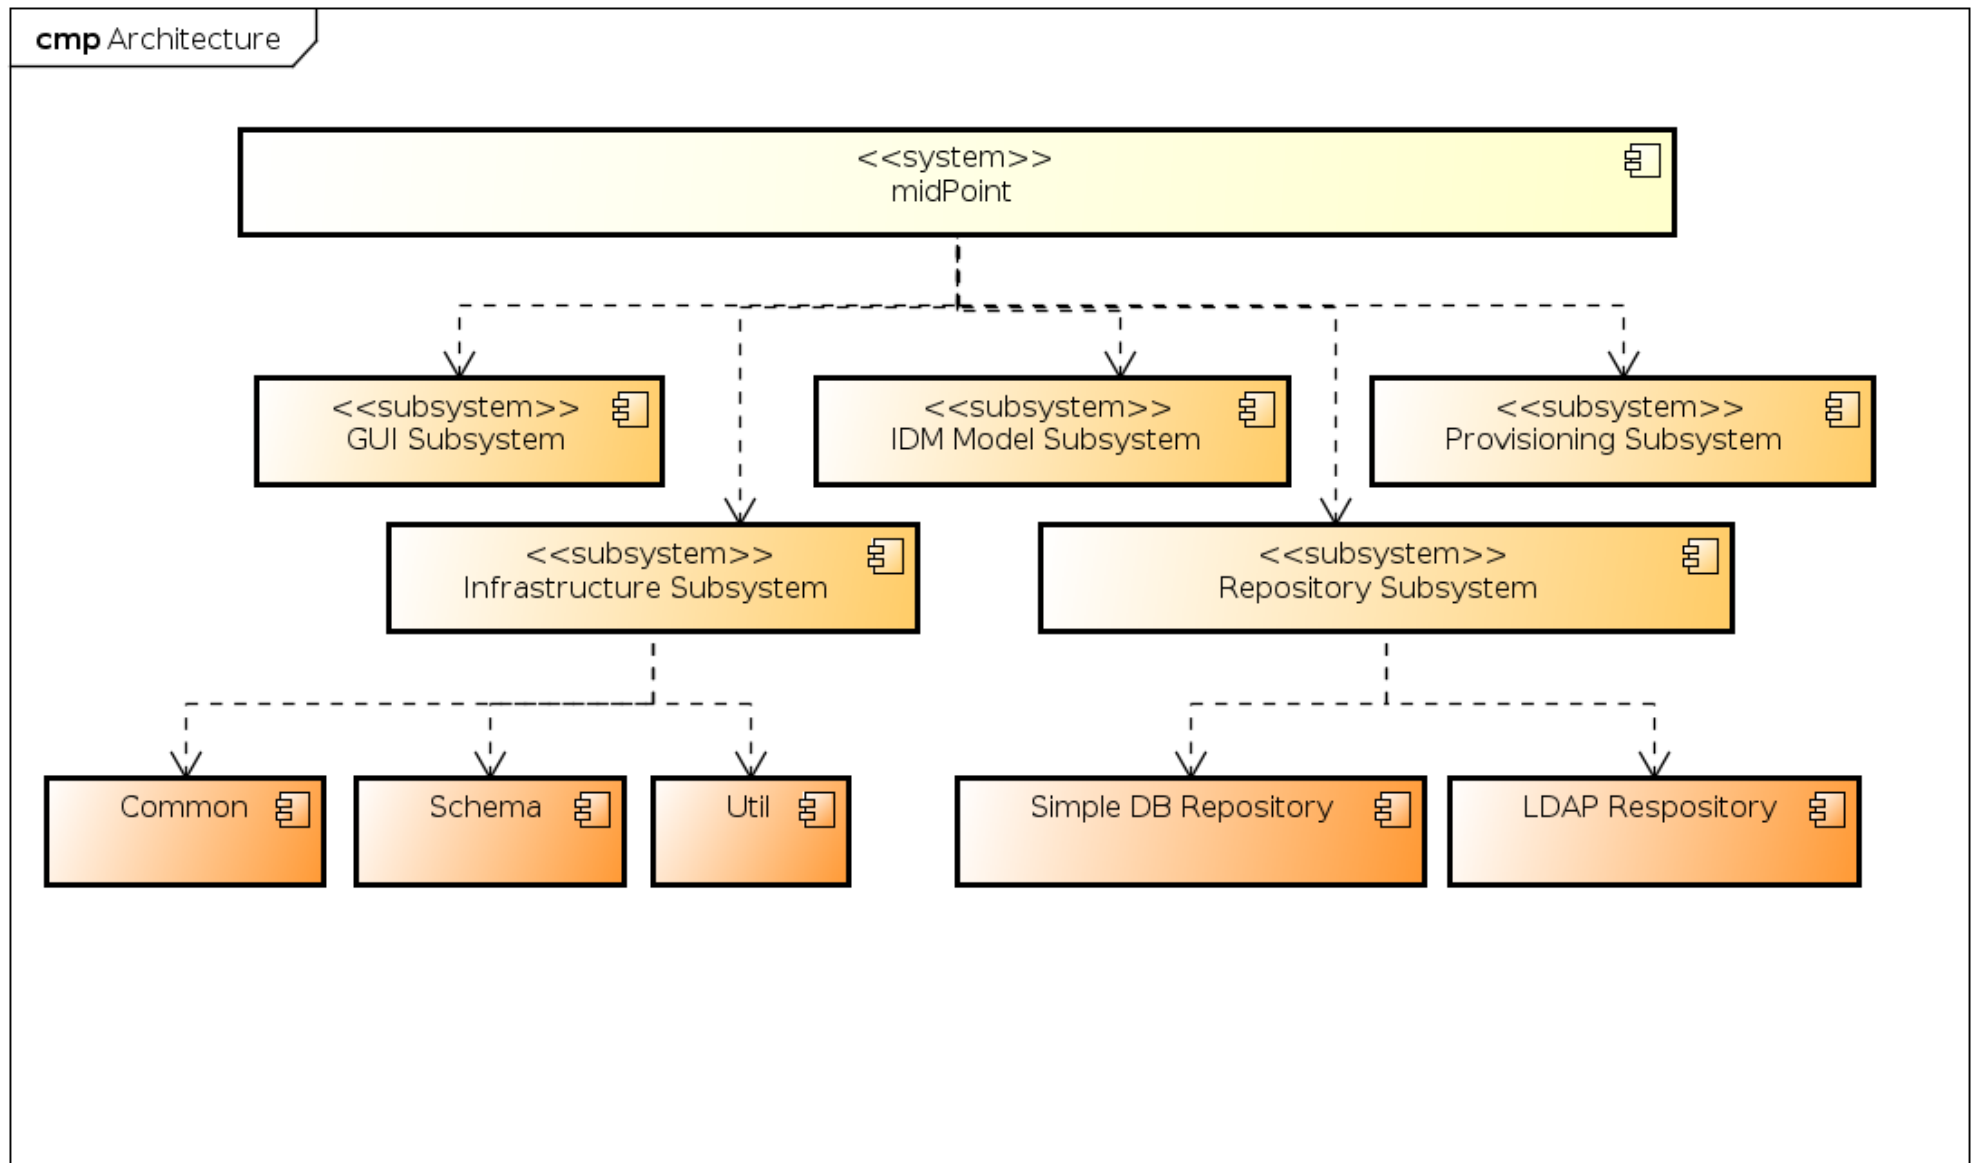 cmp Architecture
<<system>>
midPoint
<<subsystem>>
GUI Subsystem
<<subsystem>>
IDM Model Subsystem
<<subsystem>>
Provisioning Subsystem
<<subsystem>>
Infrastructure Subsystem
<<subsystem>>
Repository Subsystem
Common
Schema
Util
Simple DB Repository
LDAP Respository